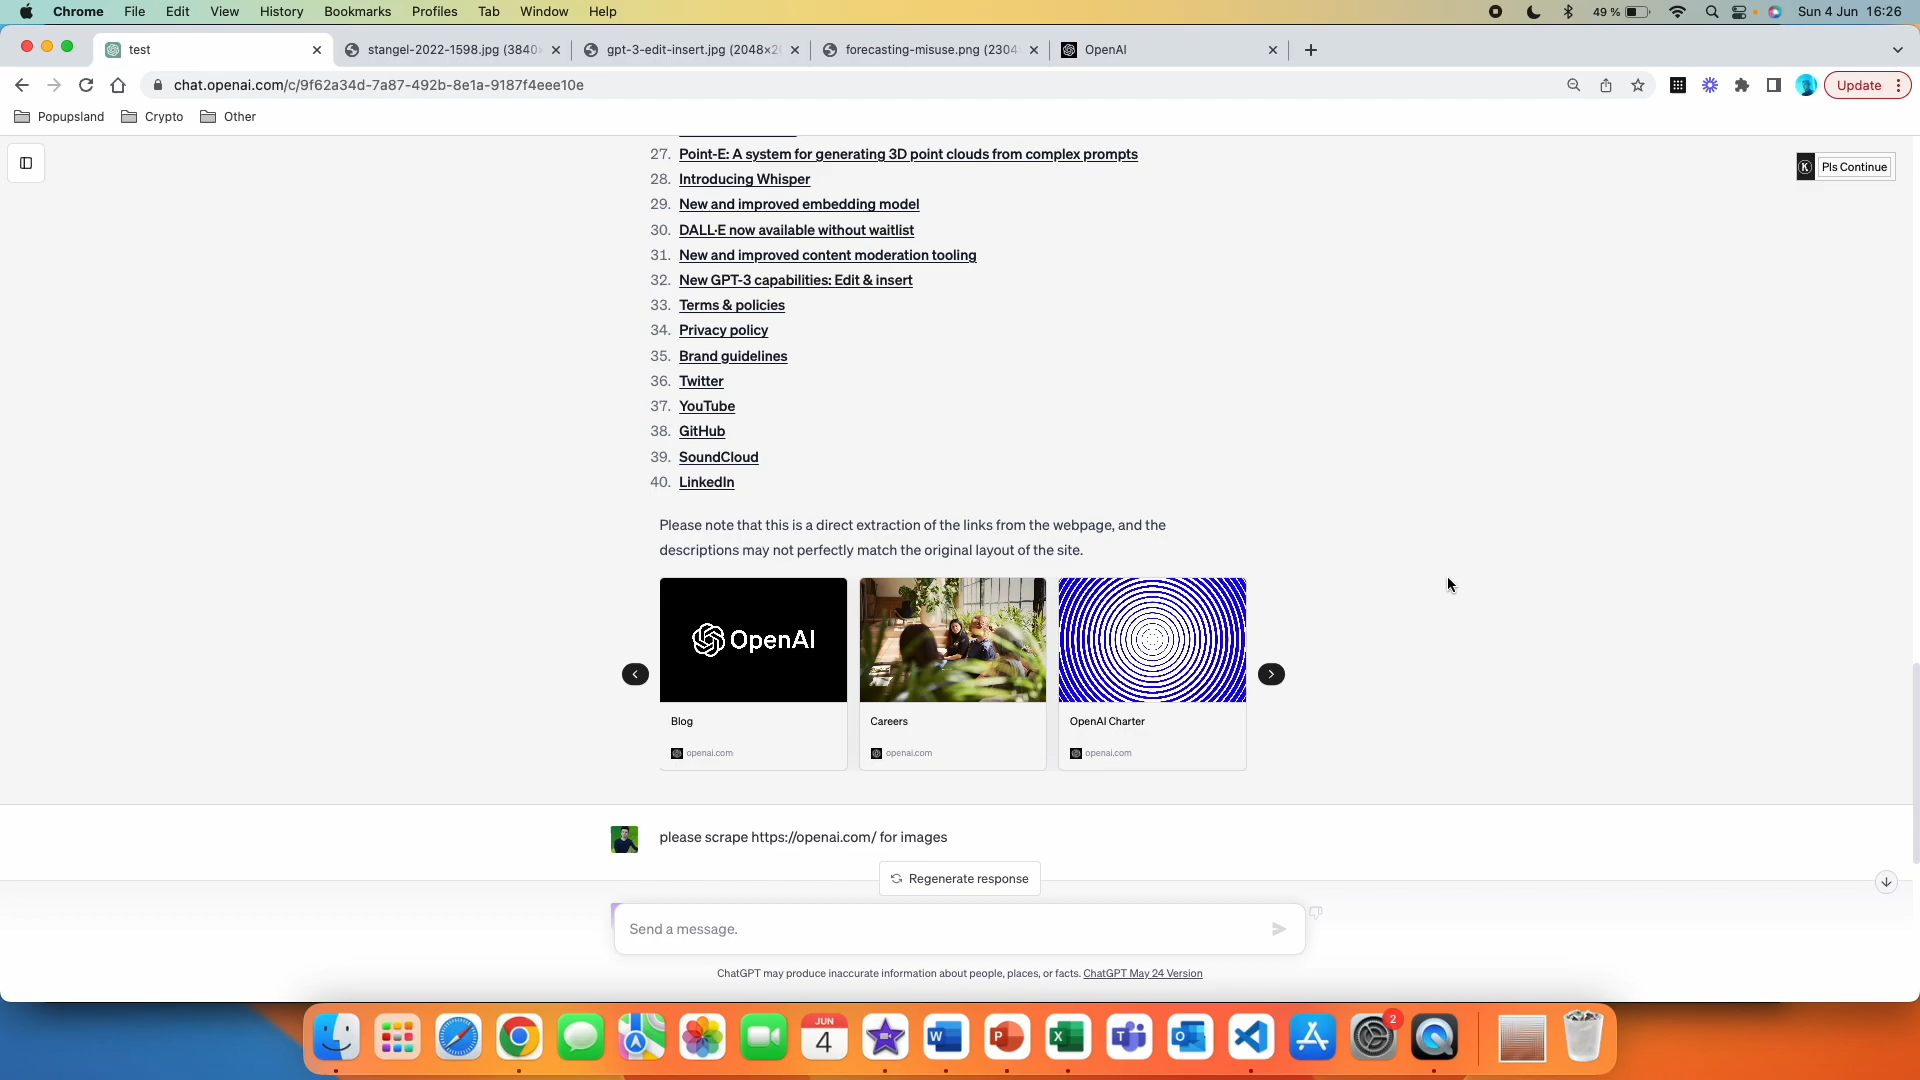 Chrome File Edit View History Bookmarks Profiles Tab Window Help 49 % Sun 4 Jun 16:26
test stangel-2022-1598.jpg (3840 gpt-3-edit-insert.jpg (2048×2 forecasting-misuse.png (2304 OpenAI
chat.openai.com/c/9f62a34d-7a87-492b-8e1a-9187f4eee10e Update
Popupsland Crypto Other
Pls Continue
27. Point-E: A system for generating 3D point clouds from complex prompts
28. Introducing Whisper
29. New and improved embedding model
30. DALL·E now available without waitlist
31. New and improved content moderation tooling
32. New GPT-3 capabilities: Edit & insert
33. Terms & policies
34. Privacy policy
35. Brand guidelines
36. Twitter
37. YouTube
38. GitHub
39. SoundCloud
40. LinkedIn
Please note that this is a direct extraction of the links from the webpage, and the
descriptions may not perfectly match the original layout of the site.
OpenAI
Blog Careers OpenAI Charter
openai.com openai.com openai.com
please scrape https://openai.com/ for images
Regenerate response
Send a message.
ChatGPT may produce inaccurate information about people, places, or facts. ChatGPT May 24 Version
JUN
4
2